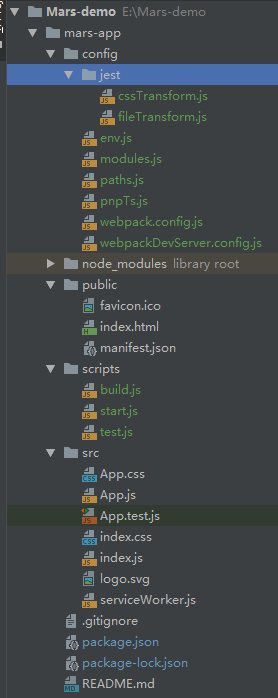 Mars-demo E:\Mars-demo
mars-app
config
jest
cssTransform.js
fileTransform.js
env.js
modules.js
paths.js
pnpTs.js
webpack.config.js
webpackDevServer.config.js
node_modules library root
public
favicon.ico
index.html
manifest.json
scripts
build.js
start.js
test.js
src
App.css
App.js
App.test.js
index.css
index.js
logo.svg
serviceWorker.js
.gitignore
package.json
package-lock.json
README.md